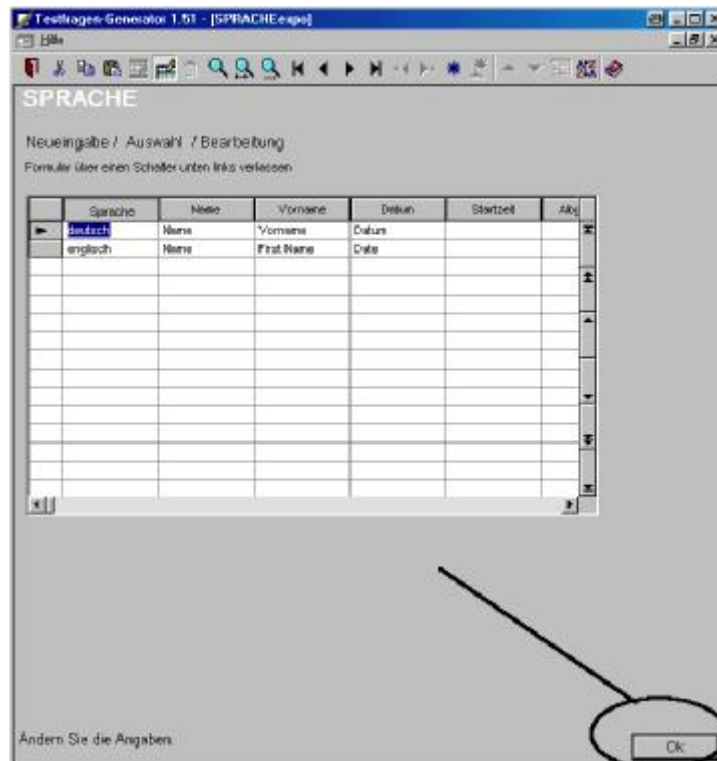 Testfragen-Generator 1.51 - [SPRACHEexpo]
Hilfe
SPRACHE
Neueingabe / Auswahl / Bearbeitung
Formular über einen Schalter unten links verlassen
Sprache Name Vorname Datum Startzeit
deutsch Name Vorname Datum
englisch Name First Name Date
Ändern Sie die Angaben.
Ok